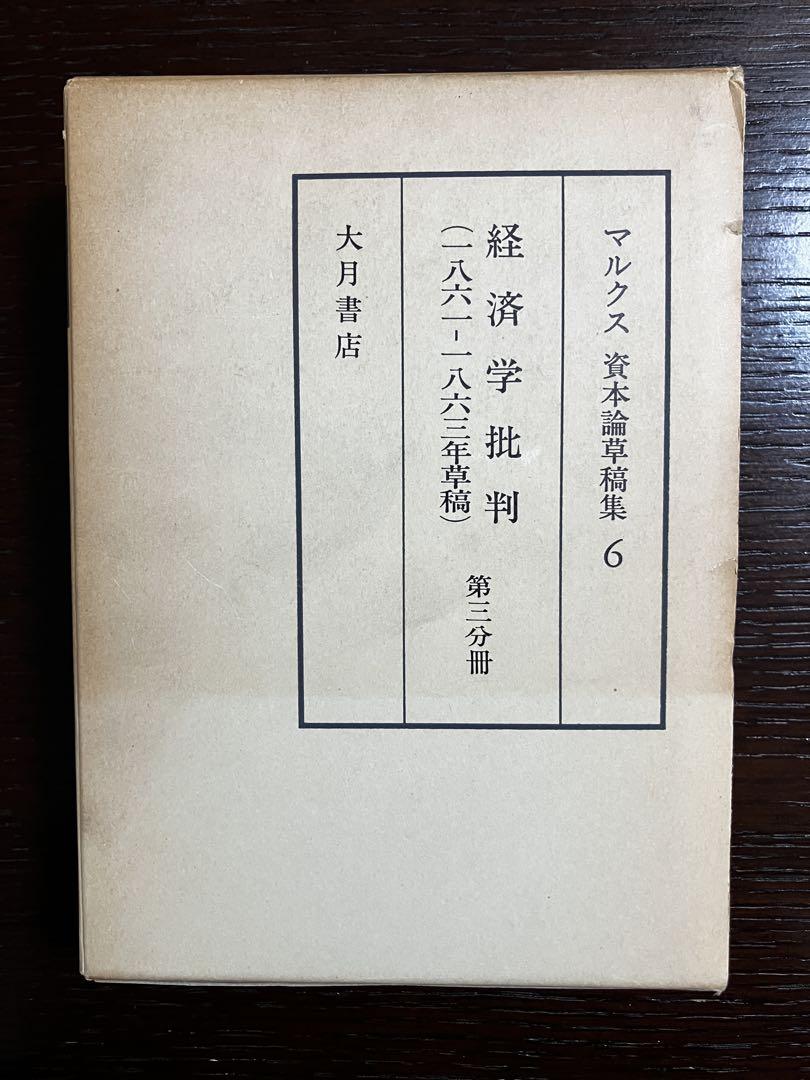 マルクス 資本論草稿集 6
経済学批判
(一八六一-一八六三年草稿)
第三分冊
大月書店